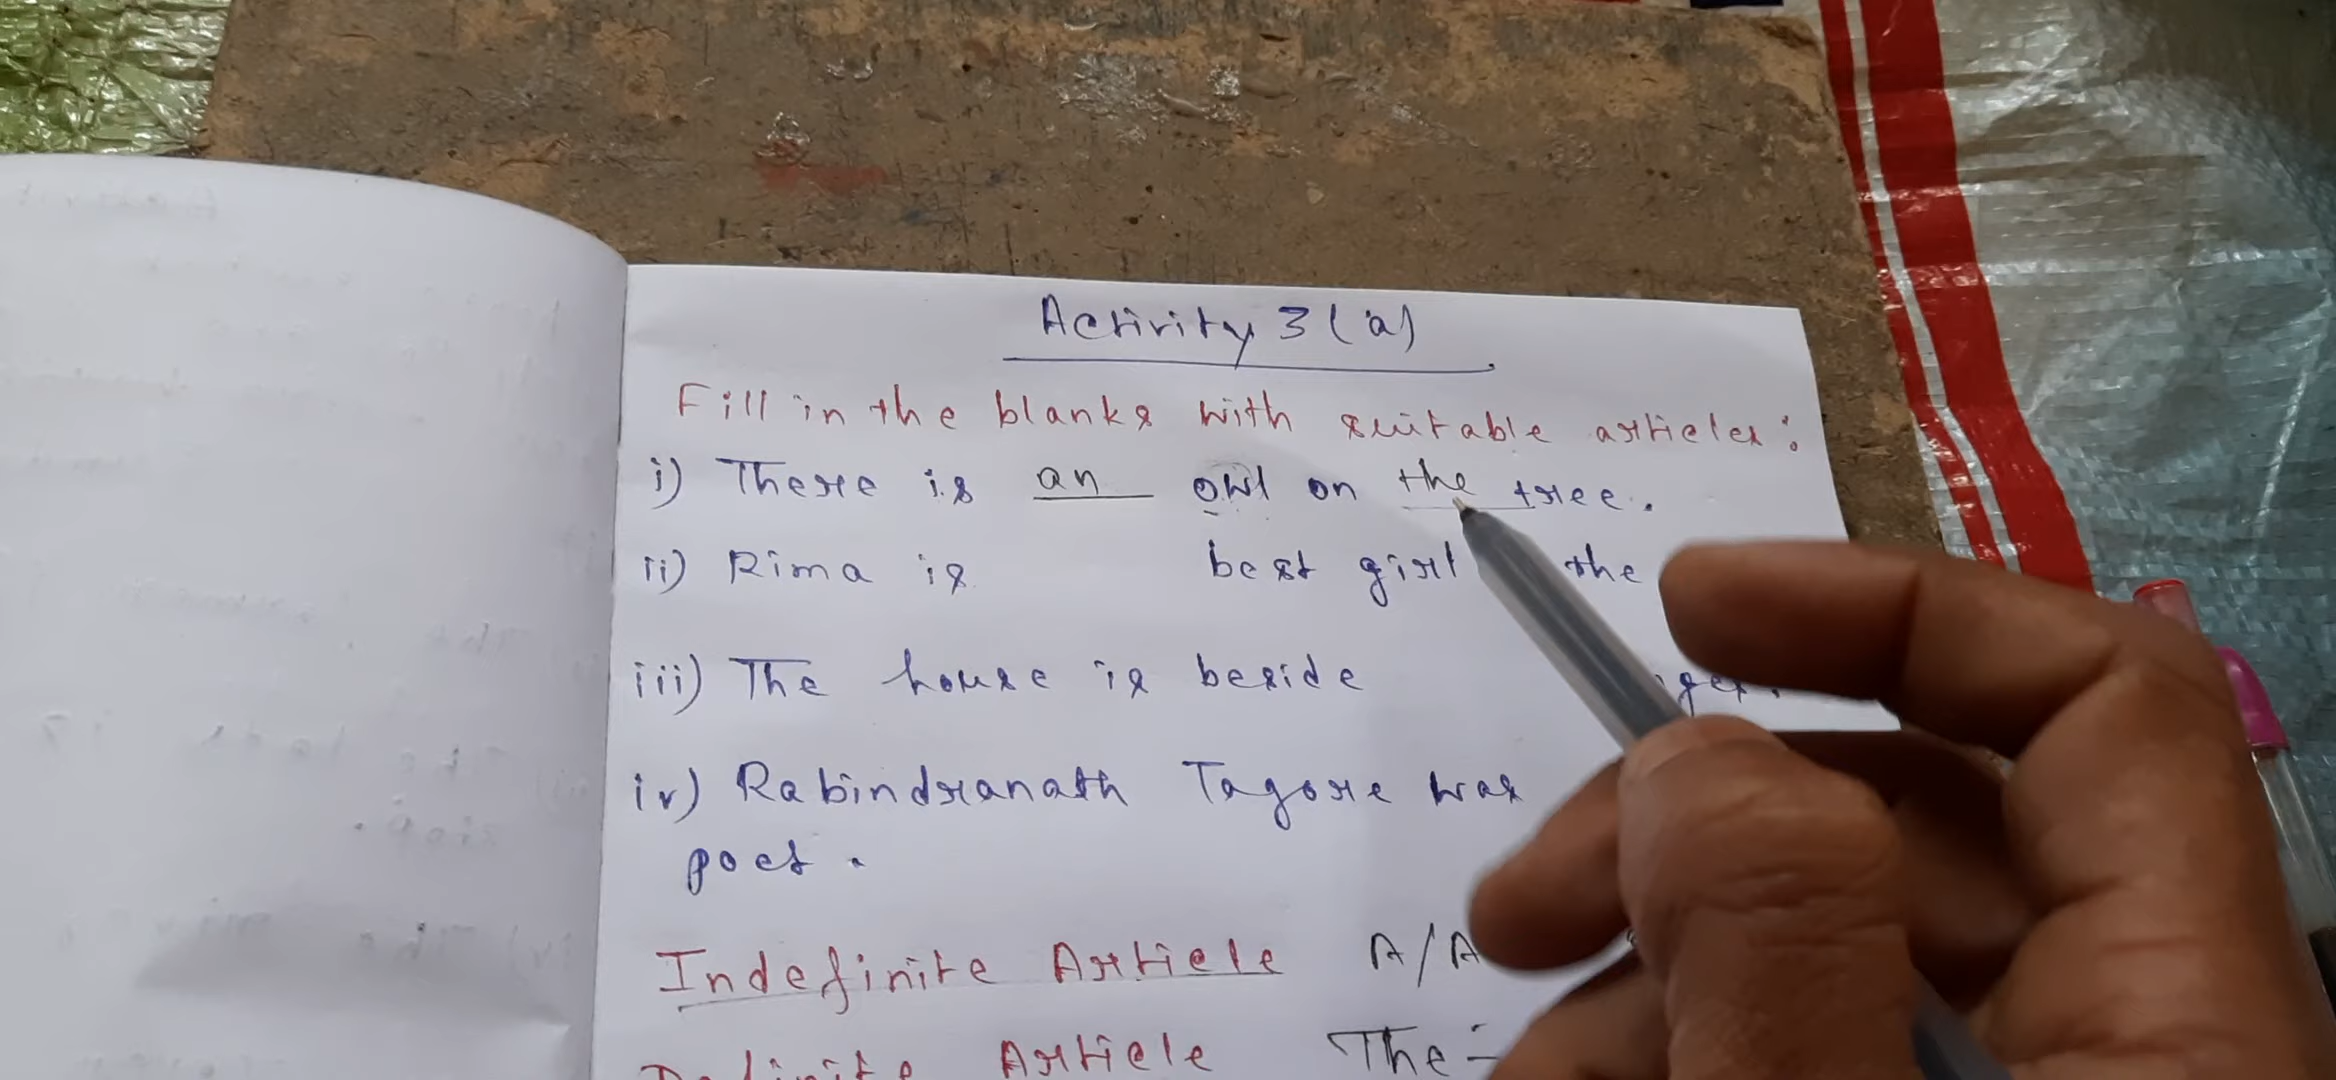 Activity 3(a)
Fill in the blanks with suitable articles:
i) There is an owl on the tree.
ii) Rima is best girl the
iii) The house is beside
iv) Rabindranath Tagore was
poet.
Indefinite Article A/A
Definite Article The-